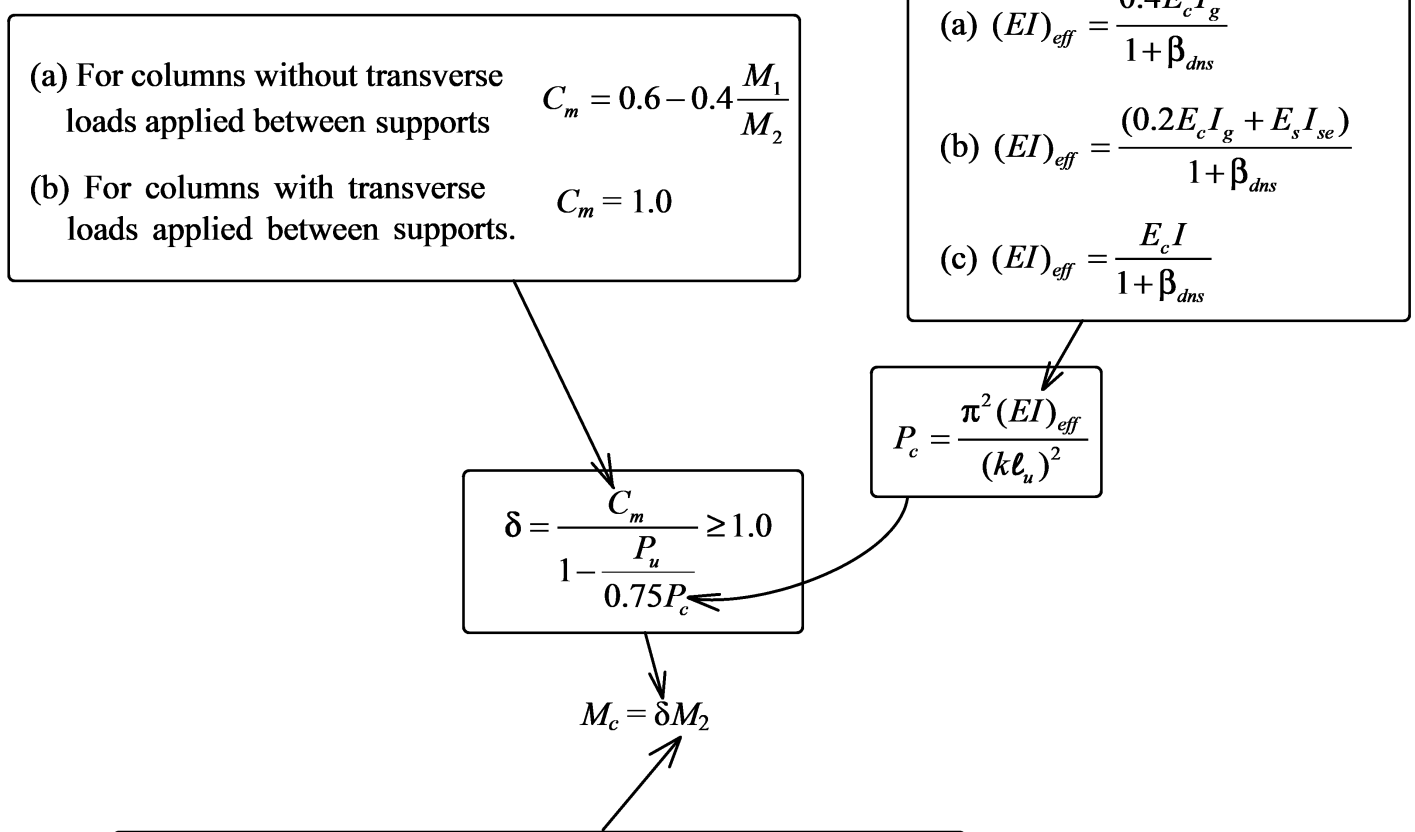 (a) For columns without transverse loads applied between supports C_m = 0.6 − 0.4 M_1/M_2
(b) For columns with transverse loads applied between supports. C_m = 1.0
(a) (EI)_eff = 0.4E_cI_g / 1+β_dns
(b) (EI)_eff = (0.2E_cI_g + E_sI_se) / 1+β_dns
(c) (EI)_eff = E_cI / 1+β_dns
P_c = π²(EI)_eff / (kℓ_u)²
δ = C_m / (1 − P_u/0.75P_c) ≥ 1.0
M_c = δM_2